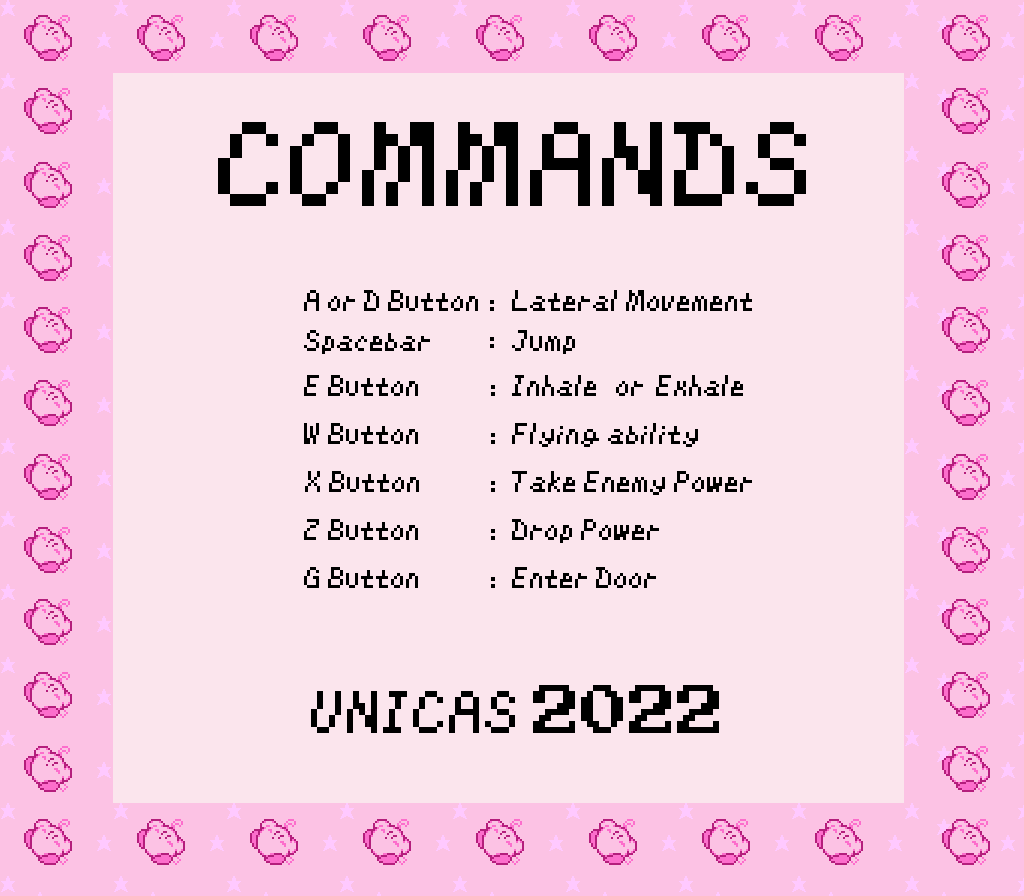 COMMANDS
A or D Button : Lateral Movement
Spacebar : Jump
E Button : Inhale or Exhale
W Button : Flying ability
X Button : Take Enemy Power
Z Button : Drop Power
G Button : Enter Door
UNICAS 2022